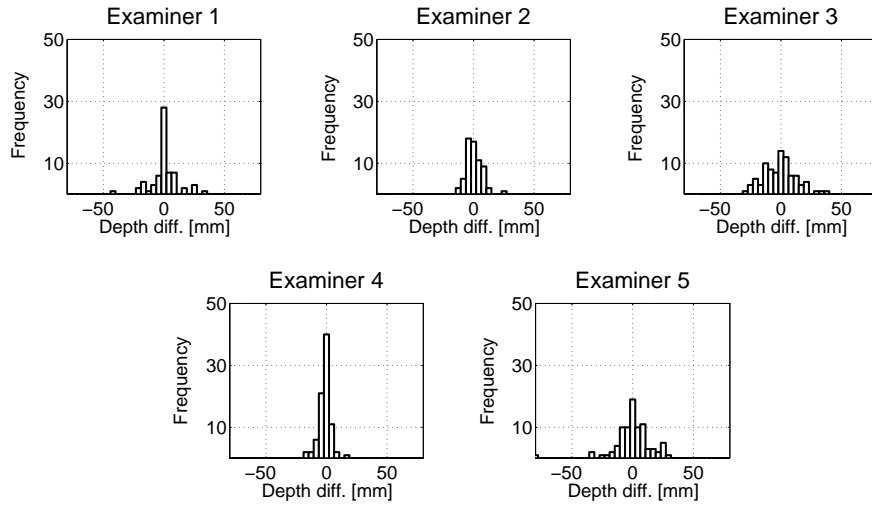 Examiner 1
50
30
10
Frequency
−50 0 50
Depth diff. [mm]
Examiner 2
50
30
10
Frequency
−50 0 50
Depth diff. [mm]
Examiner 3
50
30
10
Frequency
−50 0 50
Depth diff. [mm]
Examiner 4
50
30
10
Frequency
−50 0 50
Depth diff. [mm]
Examiner 5
50
30
10
Frequency
−50 0 50
Depth diff. [mm]